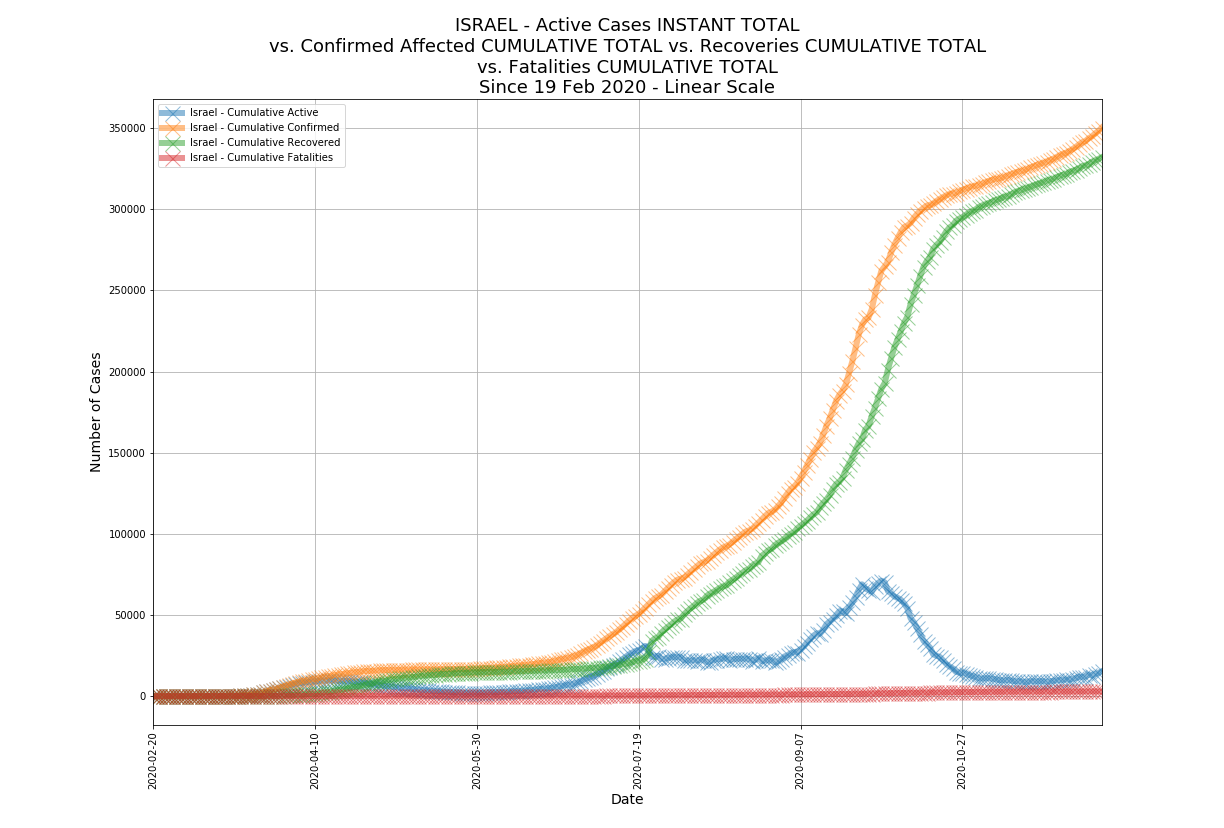 ISRAEL - Active Cases INSTANT TOTAL
vs. Confirmed Affected CUMULATIVE TOTAL vs. Recoveries CUMULATIVE TOTAL
vs. Fatalities CUMULATIVE TOTAL
Since 19 Feb 2020 - Linear Scale
Israel - Cumulative Active
Israel - Cumulative Confirmed
Israel - Cumulative Recovered
Israel - Cumulative Fatalities
Number of Cases
350000
300000
250000
200000
150000
100000
50000
0
2020-02-20
2020-04-10
2020-05-30
2020-07-19
2020-09-07
2020-10-27
Date